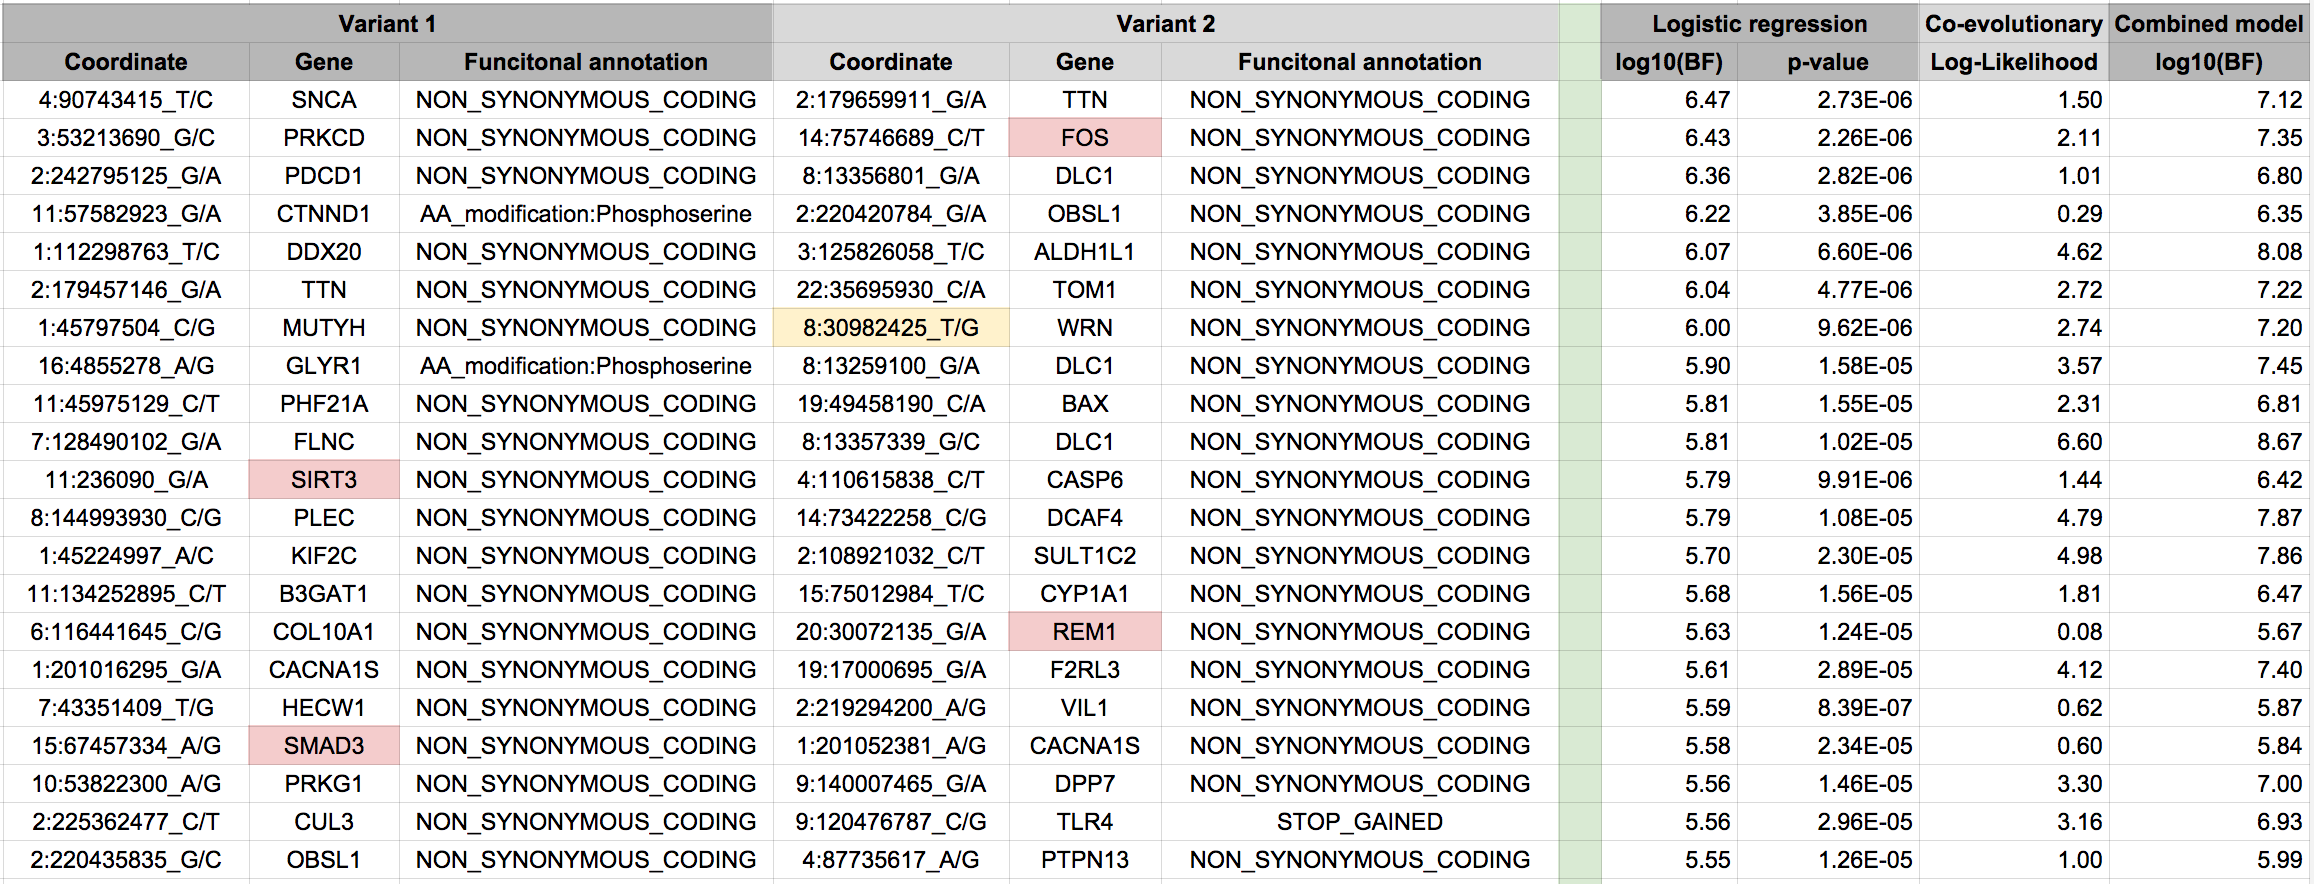 Variant 1 Variant 2 Logistic regression Co-evolutionary Combined model
Coordinate Gene Funcitonal annotation Coordinate Gene Funcitonal annotation log10(BF) p-value Log-Likelihood log10(BF)
4:90743415_T/C SNCA NON_SYNONYMOUS_CODING 2:179659911_G/A TTN NON_SYNONYMOUS_CODING 6.47 2.73E-06 1.50 7.12
3:53213690_G/C PRKCD NON_SYNONYMOUS_CODING 14:75746689_C/T FOS NON_SYNONYMOUS_CODING 6.43 2.26E-06 2.11 7.35
2:242795125_G/A PDCD1 NON_SYNONYMOUS_CODING 8:13356801_G/A DLC1 NON_SYNONYMOUS_CODING 6.36 2.82E-06 1.01 6.80
11:57582923_G/A CTNND1 AA_modification:Phosphoserine 2:220420784_G/A OBSL1 NON_SYNONYMOUS_CODING 6.22 3.85E-06 0.29 6.35
1:112298763_T/C DDX20 NON_SYNONYMOUS_CODING 3:125826058_T/C ALDH1L1 NON_SYNONYMOUS_CODING 6.07 6.60E-06 4.62 8.08
2:179457146_G/A TTN NON_SYNONYMOUS_CODING 22:35695930_C/A TOM1 NON_SYNONYMOUS_CODING 6.04 4.77E-06 2.72 7.22
1:45797504_C/G MUTYH NON_SYNONYMOUS_CODING 8:30982425_T/G WRN NON_SYNONYMOUS_CODING 6.00 9.62E-06 2.74 7.20
16:4855278_A/G GLYR1 AA_modification:Phosphoserine 8:13259100_G/A DLC1 NON_SYNONYMOUS_CODING 5.90 1.58E-05 3.57 7.45
11:45975129_C/T PHF21A NON_SYNONYMOUS_CODING 19:49458190_C/A BAX NON_SYNONYMOUS_CODING 5.81 1.55E-05 2.31 6.81
7:128490102_G/A FLNC NON_SYNONYMOUS_CODING 8:13357339_G/C DLC1 NON_SYNONYMOUS_CODING 5.81 1.02E-05 6.60 8.67
11:236090_G/A SIRT3 NON_SYNONYMOUS_CODING 4:110615838_C/T CASP6 NON_SYNONYMOUS_CODING 5.79 9.91E-06 1.44 6.42
8:144993930_C/G PLEC NON_SYNONYMOUS_CODING 14:73422258_C/G DCAF4 NON_SYNONYMOUS_CODING 5.79 1.08E-05 4.79 7.87
1:45224997_A/C KIF2C NON_SYNONYMOUS_CODING 2:108921032_C/T SULT1C2 NON_SYNONYMOUS_CODING 5.70 2.30E-05 4.98 7.86
11:134252895_C/T B3GAT1 NON_SYNONYMOUS_CODING 15:75012984_T/C CYP1A1 NON_SYNONYMOUS_CODING 5.68 1.56E-05 1.81 6.47
6:116441645_C/G COL10A1 NON_SYNONYMOUS_CODING 20:30072135_G/A REM1 NON_SYNONYMOUS_CODING 5.63 1.24E-05 0.08 5.67
1:201016295_G/A CACNA1S NON_SYNONYMOUS_CODING 19:17000695_G/A F2RL3 NON_SYNONYMOUS_CODING 5.61 2.89E-05 4.12 7.40
7:43351409_T/G HECW1 NON_SYNONYMOUS_CODING 2:219294200_A/G VIL1 NON_SYNONYMOUS_CODING 5.59 8.39E-07 0.62 5.87
15:67457334_A/G SMAD3 NON_SYNONYMOUS_CODING 1:201052381_A/G CACNA1S NON_SYNONYMOUS_CODING 5.58 2.34E-05 0.60 5.84
10:53822300_A/G PRKG1 NON_SYNONYMOUS_CODING 9:140007465_G/A DPP7 NON_SYNONYMOUS_CODING 5.56 1.46E-05 3.30 7.00
2:225362477_C/T CUL3 NON_SYNONYMOUS_CODING 9:120476787_C/G TLR4 STOP_GAINED 5.56 2.96E-05 3.16 6.93
2:220435835_G/C OBSL1 NON_SYNONYMOUS_CODING 4:87735617_A/G PTPN13 NON_SYNONYMOUS_CODING 5.55 1.26E-05 1.00 5.99